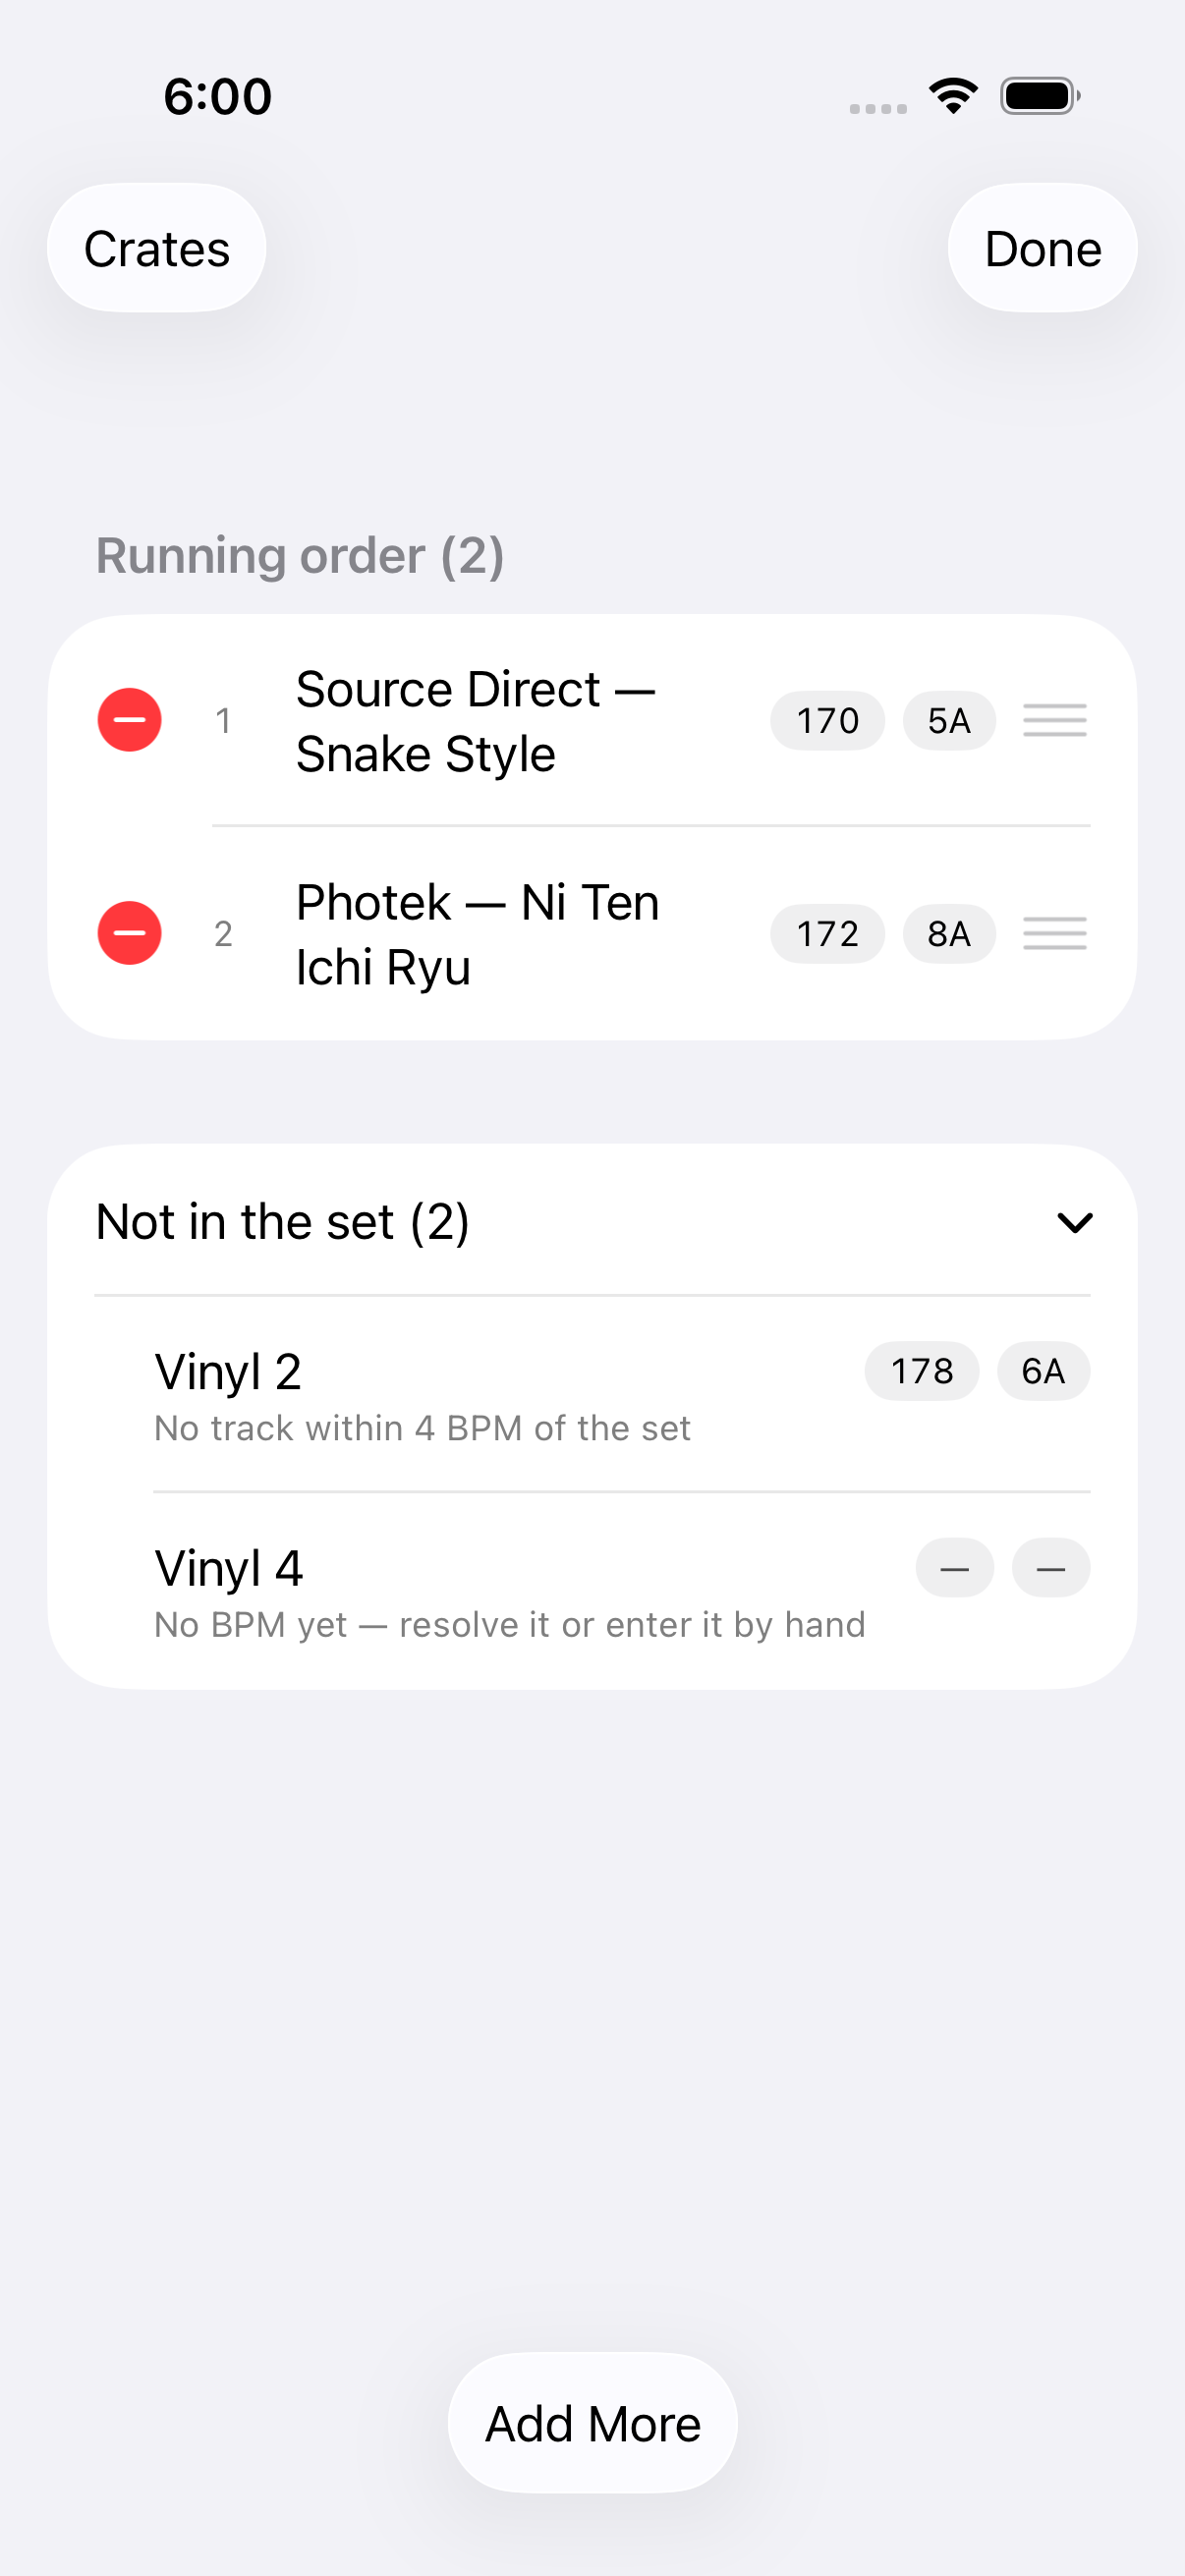 6:00
Crates
Done
Running order (2)
1
Source Direct —
Snake Style
170
5A
2
Photek — Ni Ten
Ichi Ryu
172
8A
Not in the set (2)
Vinyl 2
178
6A
No track within 4 BPM of the set
Vinyl 4
—
—
No BPM yet — resolve it or enter it by hand
Add More